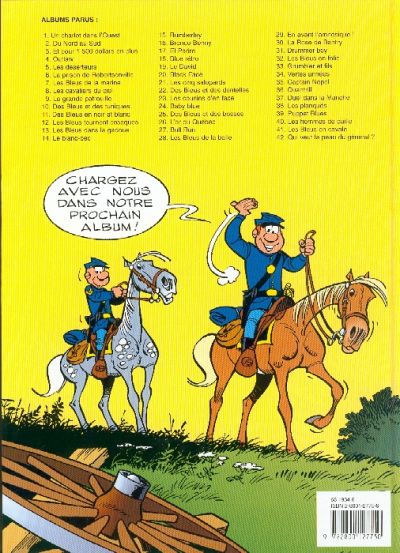 ALBUMS PARUS :
1. Un chariot dans l'Ouest
2. Du Nord au Sud
3. Et pour 1 500 dollars en plus
4. Outlaw
5. Les déserteurs
6. La prison de Robertsonville
7. Les Bleus de la marine
8. Les cavaliers du ciel
9. La grande patrouille
10. Des Bleus et des tuniques
11. Des Bleus en noir et blanc
12. Les Bleus tournent cosaques
13. Les Bleus dans la gadoue
14. Le blanc-bec
15. Rumberley
16. Bronco Benny
17. El Padre
18. Blue rétro
19. Le David
20. Black Face
21. Les cinq salopards
22. Des Bleus et des dentelles
23. Les cousins d'en face
24. Baby blue
25. Des Bleus et des bosses
26. L'or du Québec
27. Bull Run
28. Les Bleus de la balle
29. En avant l'amnésique !
30. La Rose de Bantry
31. Drummer boy
32. Les Bleus en folie
33. Grumbler et fils
34. Vertes années
35. Captain Nepel
36. Quantrill
37. Duel dans la Manche
38. Les planqués
39. Puppet Blues
40. Les hommes de paille
41. Les Bleus en cavale
42. Qui veut la peau du général ?
CHARGEZ
AVEC NOUS
DANS NOTRE
PROCHAIN
ALBUM !